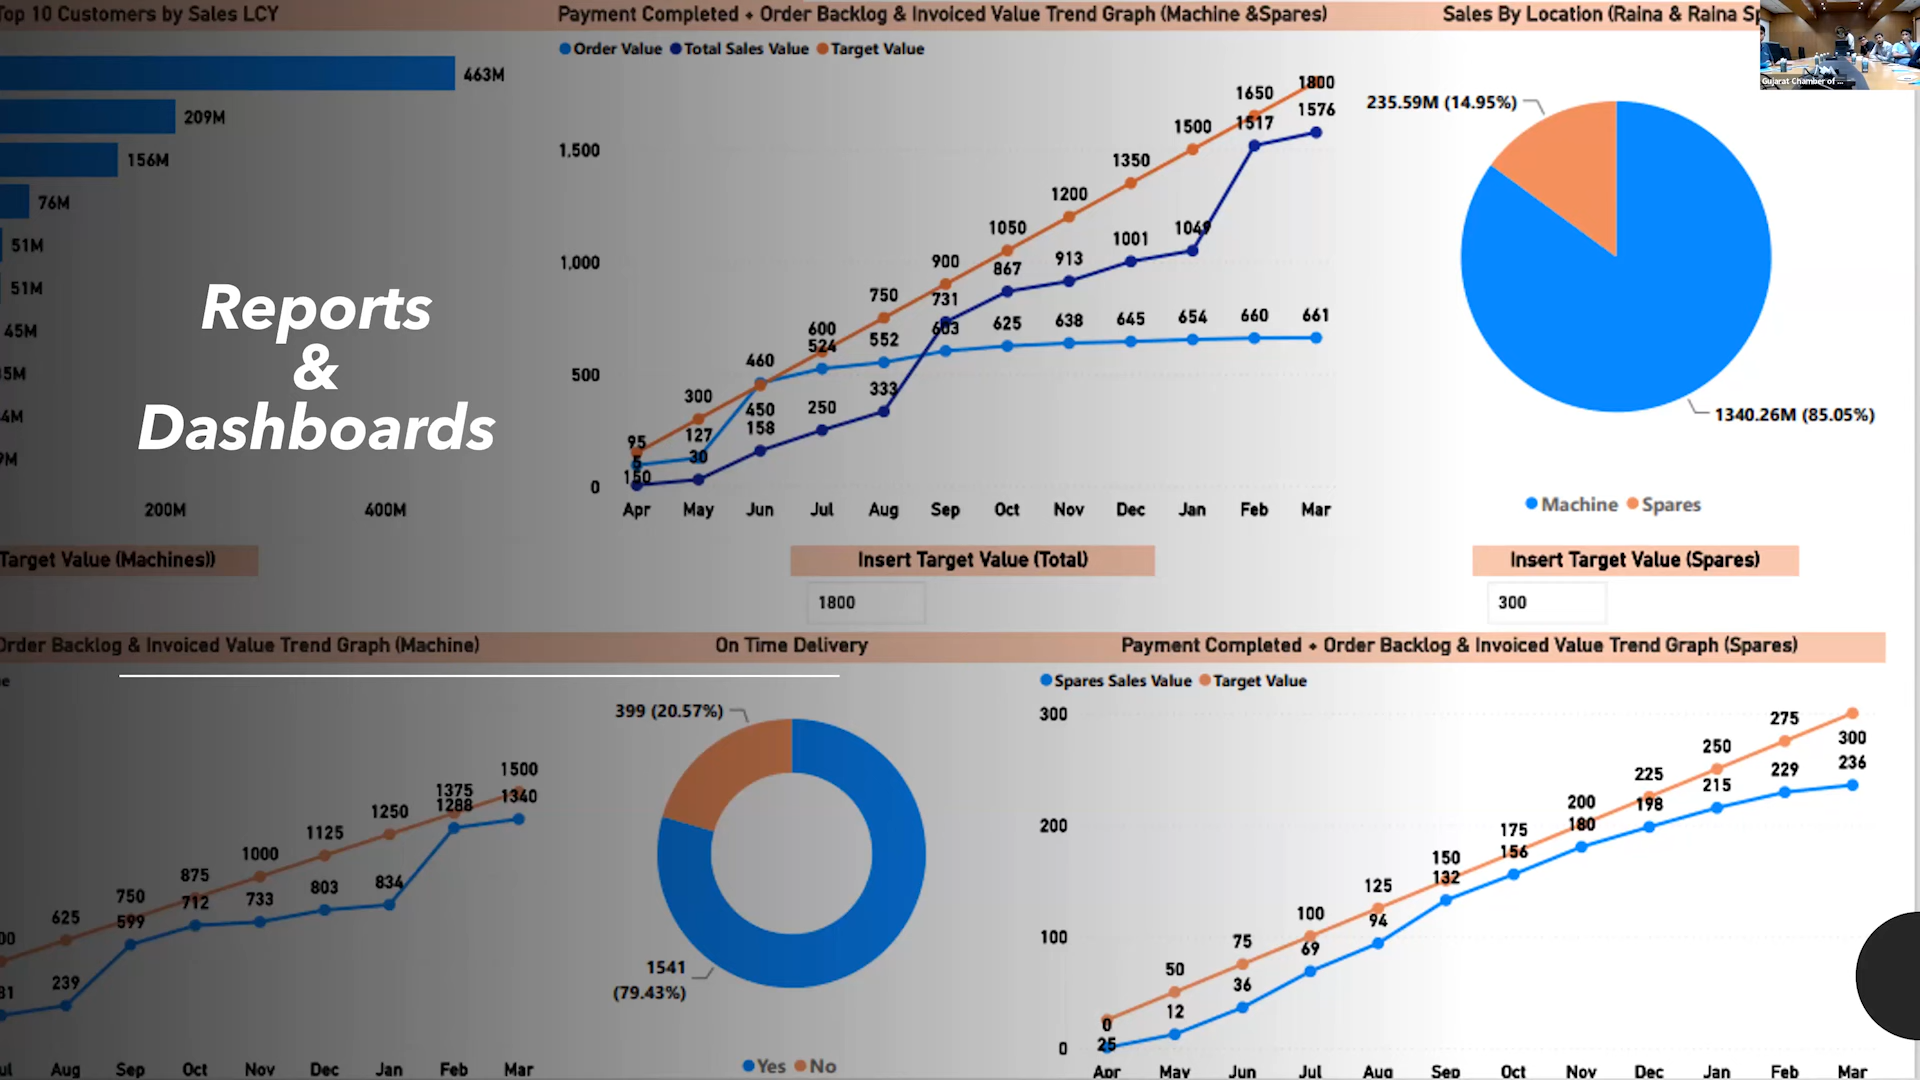 Top 10 Customers by Sales LCY
463M
209M
156M
76M
51M
51M
45M
35M
4M
9M
200M 400M
Reports
&
Dashboards
Payment Completed + Order Backlog & Invoiced Value Trend Graph (Machine &Spares)
Order Value Total Sales Value Target Value
1,500
1,000
500
0
95 300 460 600 750 900 1050 1200 1350 1500 1650 1800
5 127 450 524 552 731 867 913 1001 1049 1517 1576
150 30 158 250 333 603 625 638 645 654 660 661
Apr May Jun Jul Aug Sep Oct Nov Dec Jan Feb Mar
Sales By Location (Raina & Raina Sp
Gujarat Chamber of ...
235.59M (14.95%)
1340.26M (85.05%)
Machine Spares
Target Value (Machines))
Insert Target Value (Total)
1800
Insert Target Value (Spares)
300
Order Backlog & Invoiced Value Trend Graph (Machine)
625 750 875 1000 1125 1250 1375 1500
239 599 712 733 803 834 1288 1340
Aug Sep Oct Nov Dec Jan Feb Mar
On Time Delivery
399 (20.57%)
1541
(79.43%)
Yes No
Payment Completed + Order Backlog & Invoiced Value Trend Graph (Spares)
Spares Sales Value Target Value
300
200
100
0
0 50 75 100 125 150 175 200 225 250 275 300
25 12 36 69 94 132 156 180 198 215 229 236
Apr May Jun Jul Aug Sep Oct Nov Dec Jan Feb Mar